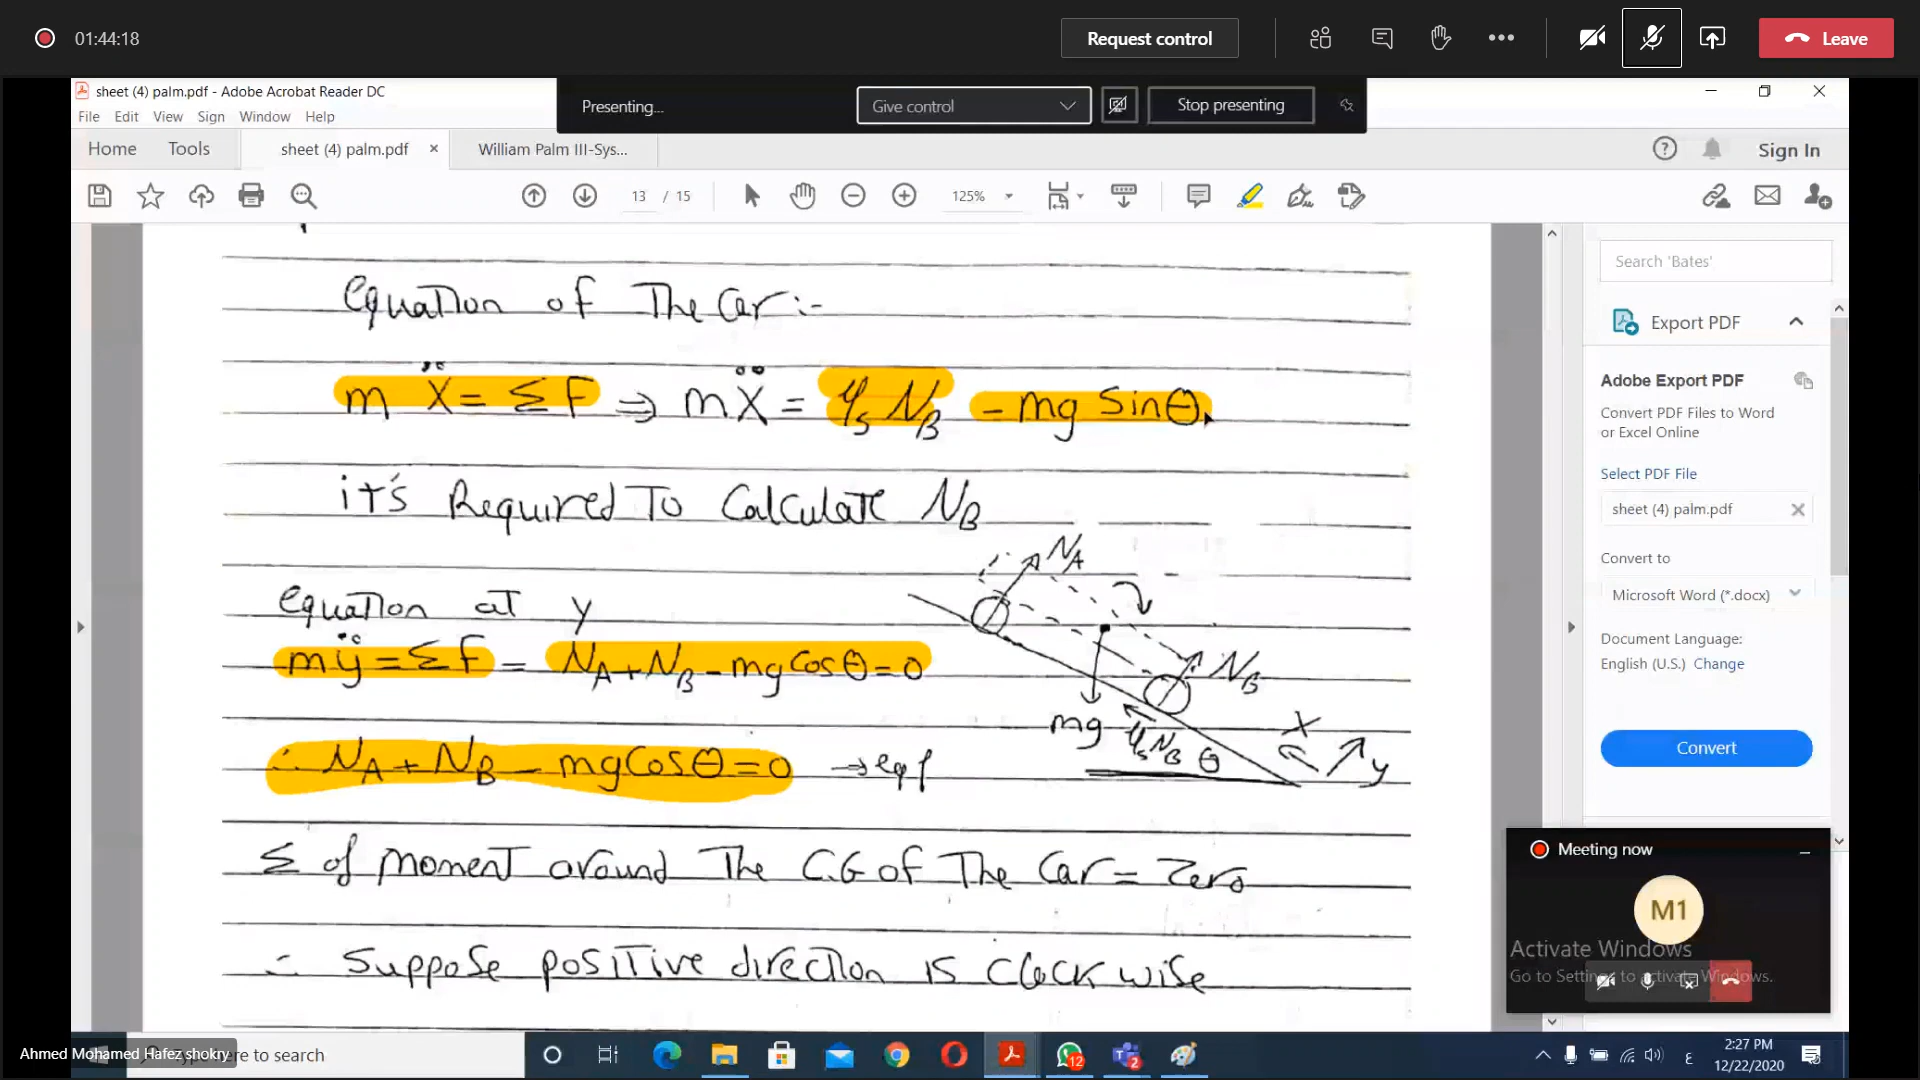 01:44:18
Request control
Leave
sheet (4) palm.pdf - Adobe Acrobat Reader DC
Presenting...
Give control
Stop presenting
File Edit View Sign Window Help
Home Tools sheet (4) palm.pdf × William Palm III-Sys... Sign In
13 / 15 125%
Search 'Bates'
Export PDF
Adobe Export PDF
Convert PDF Files to Word
or Excel Online
Select PDF File
sheet (4) palm.pdf
Convert to
Microsoft Word (*.docx)
Document Language:
English (U.S.) Change
Convert
equation of The Car:-
m Ẍ = Σ F ⇒ mẌ = μs NB - mg Sinθ
it's Required To Calculate NB
equation at y
mÿ = ΣF = NA + NB - mg Cosθ = 0
∴ NA + NB - mg Cosθ = 0 → eq 1
NA
NB
mg
μs NB
θ
X
y
Σ of moment around The C.G of The Car = Zero
∴ Suppose positive direction is Clockwise
Meeting now
M1
Activate Windows
Go to Settings to activate Windows.
Ahmed Mohamed Hafez shokry
here to search
12
2
ع
2:27 PM
12/22/2020